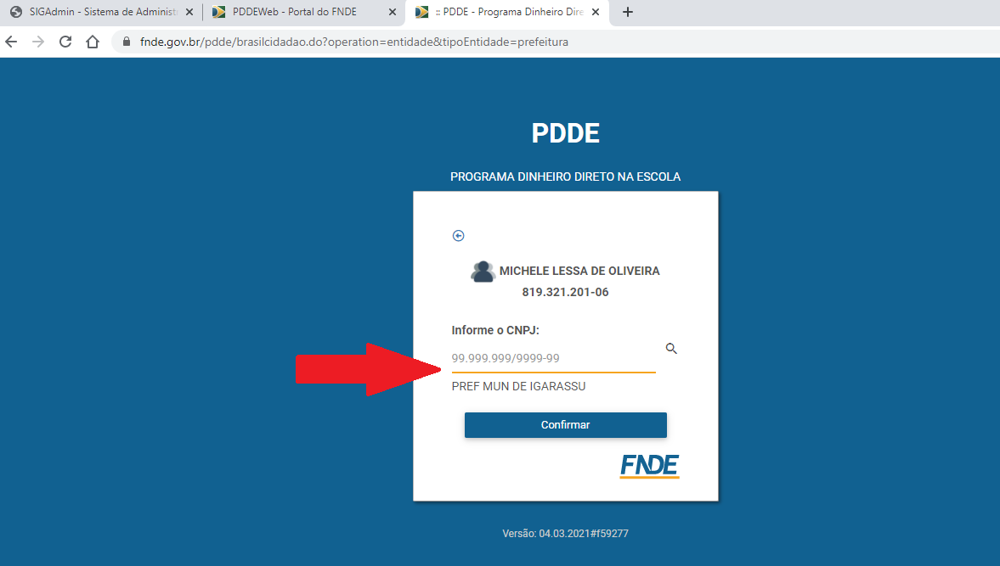 SIGAdmin - Sistema de Administr
PDDEWeb - Portal do FNDE
:: PDDE - Programa Dinheiro Dire
fnde.gov.br/pdde/brasilcidadao.do?operation=entidade&tipoEntidade=prefeitura
PDDE
PROGRAMA DINHEIRO DIRETO NA ESCOLA
MICHELE LESSA DE OLIVEIRA
819.321.201-06
Informe o CNPJ:
99.999.999/9999-99
PREF MUN DE IGARASSU
Confirmar
FNDE
Versão: 04.03.2021#f59277